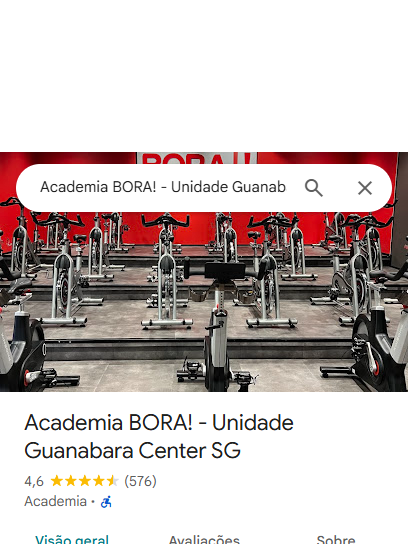 BORA!!
Academia BORA! - Unidade Guanab
Academia BORA! - Unidade
Guanabara Center SG
4,6 (576)
Academia ·
Visão geral Avaliações Sobre